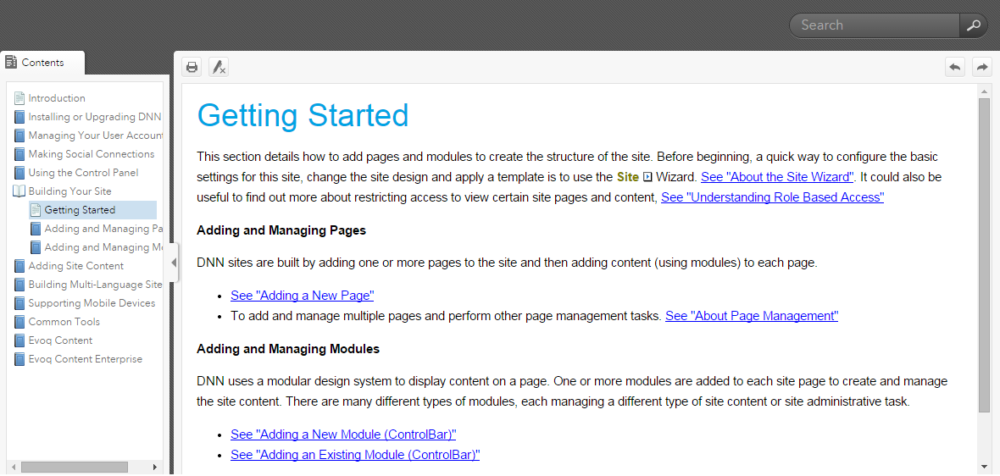 Search
Contents
Introduction
Installing or Upgrading DNN
Managing Your User Accoun
Making Social Connections
Using the Control Panel
Building Your Site
Getting Started
Adding and Managing Pa
Adding and Managing Mo
Adding Site Content
Building Multi-Language Site
Supporting Mobile Devices
Common Tools
Evoq Content
Evoq Content Enterprise
Getting Started
This section details how to add pages and modules to create the structure of the site. Before beginning, a quick way to configure the basic
settings for this site, change the site design and apply a template is to use the Site Wizard. See "About the Site Wizard". It could also be
useful to find out more about restricting access to view certain site pages and content, See "Understanding Role Based Access"
Adding and Managing Pages
DNN sites are built by adding one or more pages to the site and then adding content (using modules) to each page.
• See "Adding a New Page"
• To add and manage multiple pages and perform other page management tasks. See "About Page Management"
Adding and Managing Modules
DNN uses a modular design system to display content on a page. One or more modules are added to each site page to create and manage
the site content. There are many different types of modules, each managing a different type of site content or site administrative task.
• See "Adding a New Module (ControlBar)"
• See "Adding an Existing Module (ControlBar)"